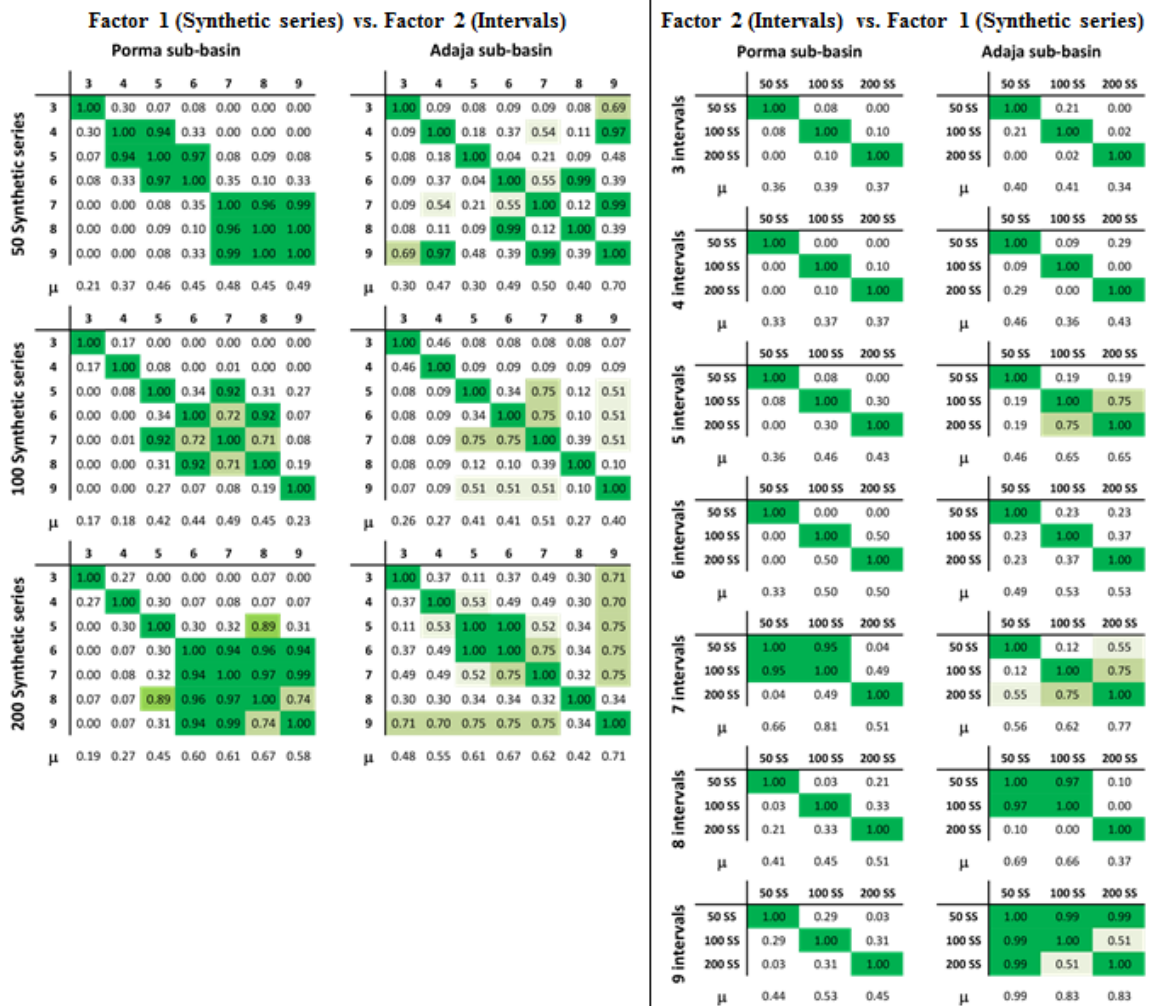 Factor 1 (Synthetic series) vs. Factor 2 (Intervals)
Porma sub-basin
50 Synthetic series
3 4 5 6 7 8 9
3 1.00 0.30 0.07 0.08 0.00 0.00 0.00
4 0.30 1.00 0.94 0.33 0.00 0.00 0.00
5 0.07 0.94 1.00 0.97 0.08 0.09 0.08
6 0.08 0.33 0.97 1.00 0.35 0.10 0.33
7 0.00 0.00 0.08 0.35 1.00 0.96 0.99
8 0.00 0.00 0.09 0.10 0.96 1.00 1.00
9 0.00 0.00 0.08 0.33 0.99 1.00 1.00
μ 0.21 0.37 0.46 0.45 0.48 0.45 0.49
Adaja sub-basin
3 4 5 6 7 8 9
3 1.00 0.09 0.08 0.09 0.09 0.08 0.69
4 0.09 1.00 0.18 0.37 0.54 0.11 0.97
5 0.08 0.18 1.00 0.04 0.21 0.09 0.48
6 0.09 0.37 0.04 1.00 0.55 0.99 0.39
7 0.09 0.54 0.21 0.55 1.00 0.12 0.99
8 0.08 0.11 0.09 0.99 0.12 1.00 0.39
9 0.69 0.97 0.48 0.39 0.99 0.39 1.00
μ 0.30 0.47 0.30 0.49 0.50 0.40 0.70
100 Synthetic series
3 4 5 6 7 8 9
3 1.00 0.17 0.00 0.00 0.00 0.00 0.00
4 0.17 1.00 0.08 0.00 0.01 0.00 0.00
5 0.00 0.08 1.00 0.34 0.92 0.31 0.27
6 0.00 0.00 0.34 1.00 0.72 0.92 0.07
7 0.00 0.01 0.92 0.72 1.00 0.71 0.08
8 0.00 0.00 0.31 0.92 0.71 1.00 0.19
9 0.00 0.00 0.27 0.07 0.08 0.19 1.00
μ 0.17 0.18 0.42 0.44 0.49 0.45 0.23
3 4 5 6 7 8 9
3 1.00 0.46 0.08 0.08 0.08 0.08 0.07
4 0.46 1.00 0.09 0.09 0.09 0.09 0.09
5 0.08 0.09 1.00 0.34 0.75 0.12 0.51
6 0.08 0.09 0.34 1.00 0.75 0.10 0.51
7 0.08 0.09 0.75 0.75 1.00 0.39 0.51
8 0.08 0.09 0.12 0.10 0.39 1.00 0.10
9 0.07 0.09 0.51 0.51 0.51 0.10 1.00
μ 0.26 0.27 0.41 0.41 0.51 0.27 0.40
200 Synthetic series
3 4 5 6 7 8 9
3 1.00 0.27 0.00 0.00 0.00 0.07 0.00
4 0.27 1.00 0.30 0.07 0.08 0.07 0.07
5 0.00 0.30 1.00 0.30 0.32 0.89 0.31
6 0.00 0.07 0.30 1.00 0.94 0.96 0.94
7 0.00 0.08 0.32 0.94 1.00 0.97 0.99
8 0.07 0.07 0.89 0.96 0.97 1.00 0.74
9 0.00 0.07 0.31 0.94 0.99 0.74 1.00
μ 0.19 0.27 0.45 0.60 0.61 0.67 0.58
3 4 5 6 7 8 9
3 1.00 0.37 0.11 0.37 0.49 0.30 0.71
4 0.37 1.00 0.53 0.49 0.49 0.30 0.70
5 0.11 0.53 1.00 1.00 0.52 0.34 0.75
6 0.37 0.49 1.00 1.00 0.75 0.34 0.75
7 0.49 0.49 0.52 0.75 1.00 0.32 0.75
8 0.30 0.30 0.34 0.34 0.32 1.00 0.34
9 0.71 0.70 0.75 0.75 0.75 0.34 1.00
μ 0.48 0.55 0.61 0.67 0.62 0.42 0.71
Factor 2 (Intervals) vs. Factor 1 (Synthetic series)
Porma sub-basin Adaja sub-basin
3 intervals
50 SS 100 SS 200 SS 50 SS 100 SS 200 SS
50 SS 1.00 0.08 0.00 50 SS 1.00 0.21 0.00
100 SS 0.08 1.00 0.10 100 SS 0.21 1.00 0.02
200 SS 0.00 0.10 1.00 200 SS 0.00 0.02 1.00
μ 0.36 0.39 0.37 μ 0.40 0.41 0.34
4 intervals
50 SS 100 SS 200 SS 50 SS 100 SS 200 SS
50 SS 1.00 0.00 0.00 50 SS 1.00 0.09 0.29
100 SS 0.00 1.00 0.10 100 SS 0.09 1.00 0.00
200 SS 0.00 0.10 1.00 200 SS 0.29 0.00 1.00
μ 0.33 0.37 0.37 μ 0.46 0.36 0.43
5 intervals
50 SS 100 SS 200 SS 50 SS 100 SS 200 SS
50 SS 1.00 0.08 0.00 50 SS 1.00 0.19 0.19
100 SS 0.08 1.00 0.30 100 SS 0.19 1.00 0.75
200 SS 0.00 0.30 1.00 200 SS 0.19 0.75 1.00
μ 0.36 0.46 0.43 μ 0.46 0.65 0.65
6 intervals
50 SS 100 SS 200 SS 50 SS 100 SS 200 SS
50 SS 1.00 0.00 0.00 50 SS 1.00 0.23 0.23
100 SS 0.00 1.00 0.50 100 SS 0.23 1.00 0.37
200 SS 0.00 0.50 1.00 200 SS 0.23 0.37 1.00
μ 0.33 0.50 0.50 μ 0.49 0.53 0.53
7 intervals
50 SS 100 SS 200 SS 50 SS 100 SS 200 SS
50 SS 1.00 0.95 0.04 50 SS 1.00 0.12 0.55
100 SS 0.95 1.00 0.49 100 SS 0.12 1.00 0.75
200 SS 0.04 0.49 1.00 200 SS 0.55 0.75 1.00
μ 0.66 0.81 0.51 μ 0.56 0.62 0.77
8 intervals
50 SS 100 SS 200 SS 50 SS 100 SS 200 SS
50 SS 1.00 0.03 0.21 50 SS 1.00 0.97 0.10
100 SS 0.03 1.00 0.33 100 SS 0.97 1.00 0.00
200 SS 0.21 0.33 1.00 200 SS 0.10 0.00 1.00
μ 0.41 0.45 0.51 μ 0.69 0.66 0.37
9 intervals
50 SS 100 SS 200 SS 50 SS 100 SS 200 SS
50 SS 1.00 0.29 0.03 50 SS 1.00 0.99 0.99
100 SS 0.29 1.00 0.31 100 SS 0.99 1.00 0.51
200 SS 0.03 0.31 1.00 200 SS 0.99 0.51 1.00
μ 0.44 0.53 0.45 μ 0.99 0.83 0.83